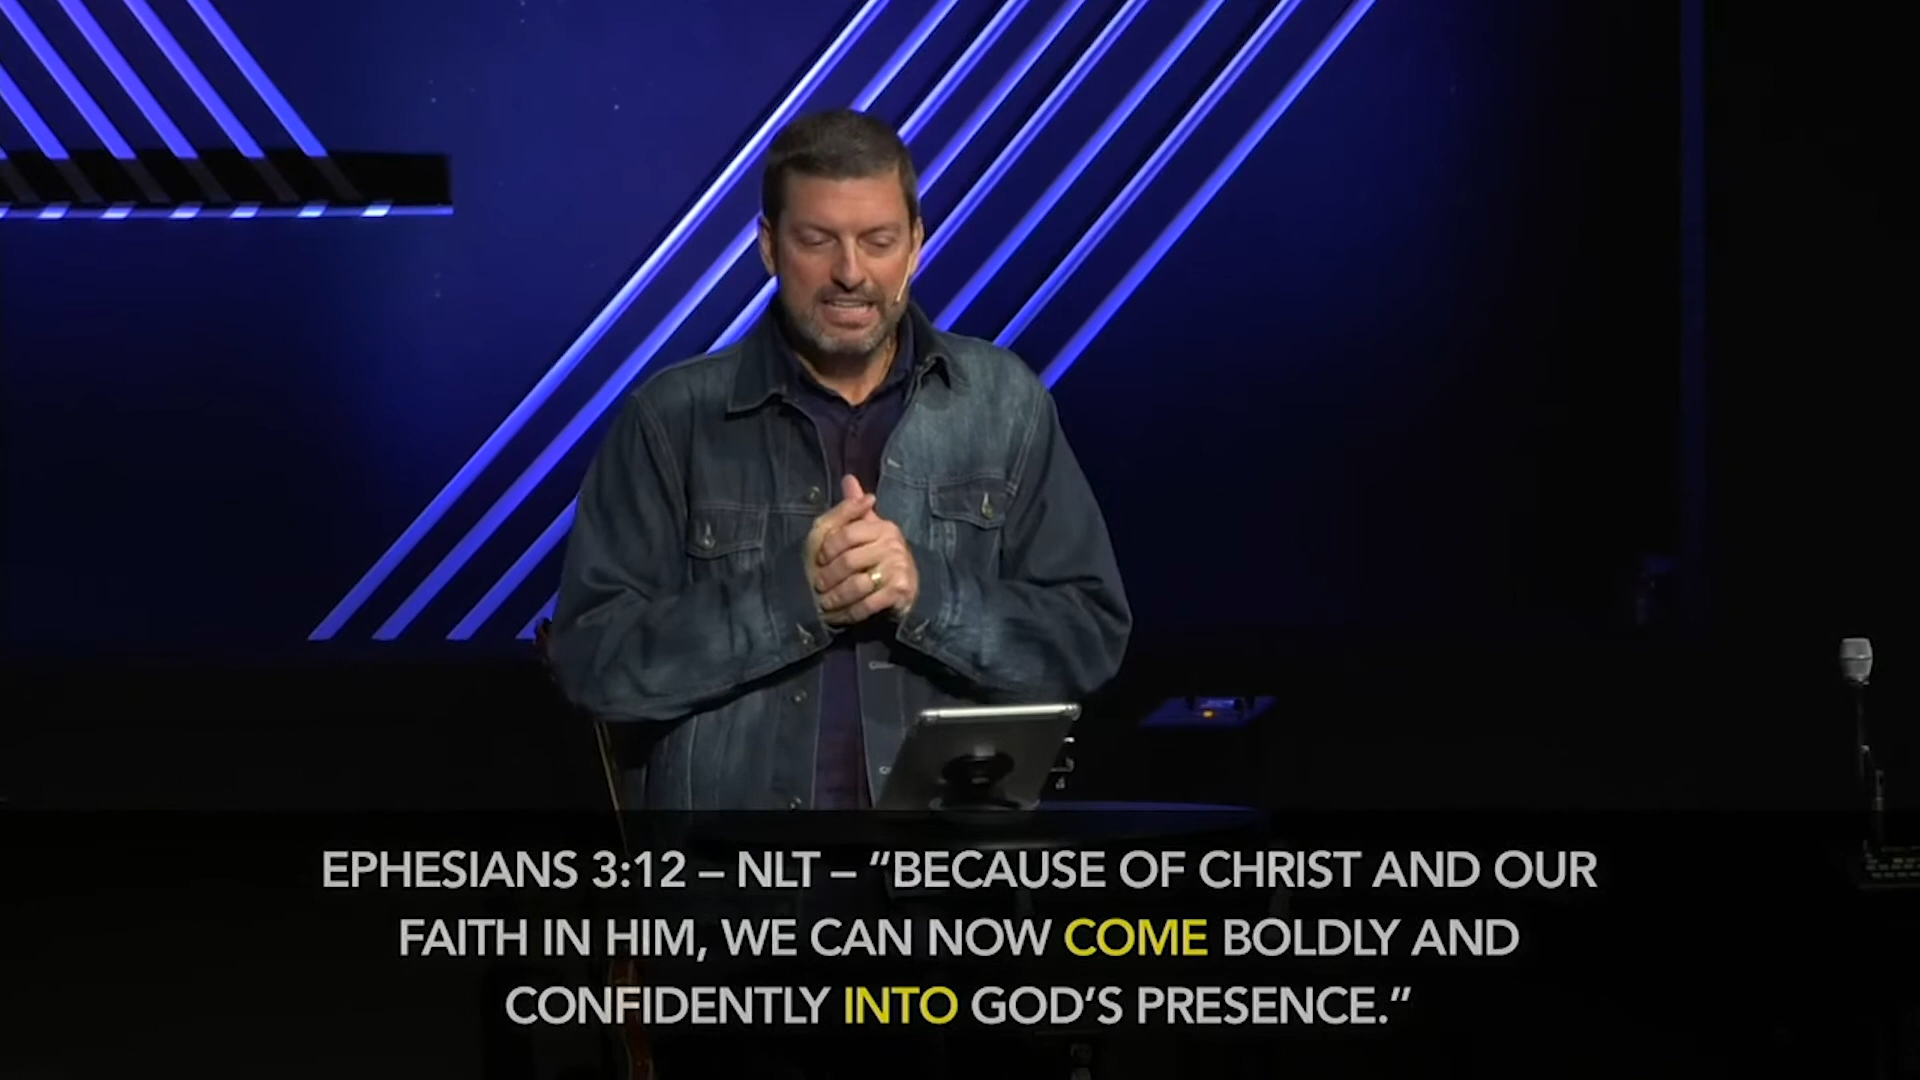 EPHESIANS 3:12 – NLT – “BECAUSE OF CHRIST AND OUR
FAITH IN HIM, WE CAN NOW COME BOLDLY AND
CONFIDENTLY INTO GOD’S PRESENCE.”